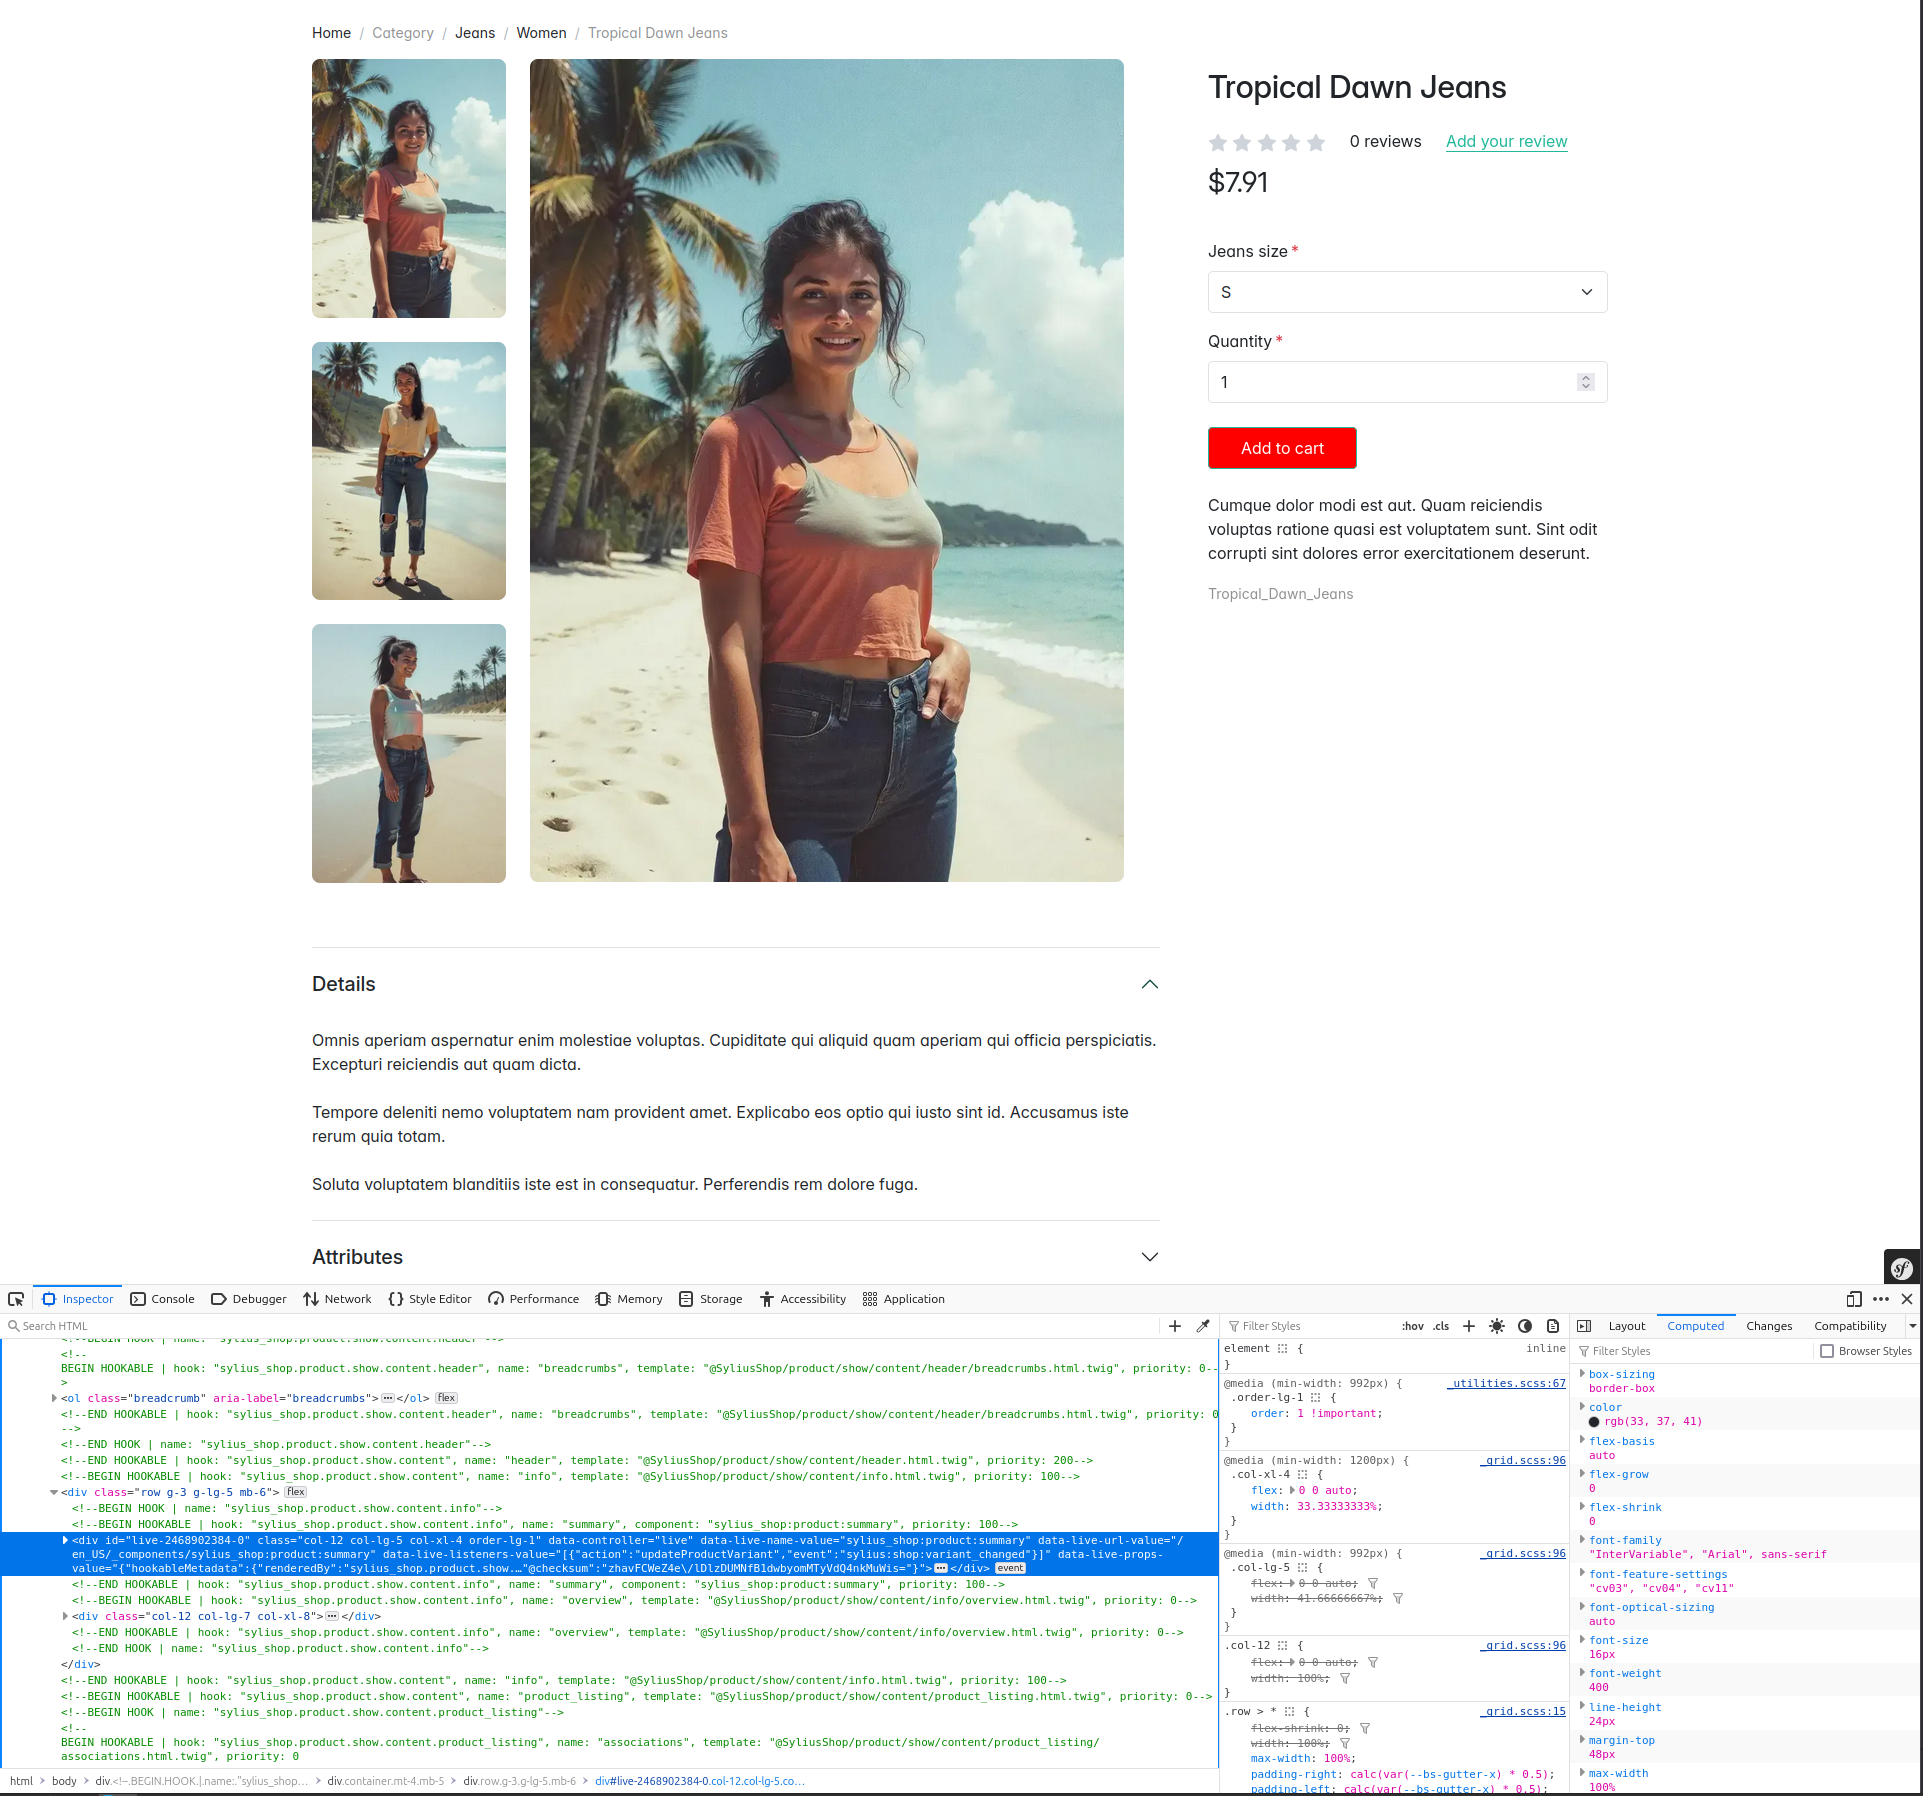 Home / Category / Jeans / Women / Tropical Dawn Jeans
Tropical Dawn Jeans
0 reviews Add your review
$7.91
Jeans size *
S
Quantity *
1
Add to cart
Cumque dolor modi est aut. Quam reiciendis
voluptas ratione quasi est voluptatem sunt. Sint odit
corrupti sint dolores error exercitationem deserunt.
Tropical_Dawn_Jeans
Details
Omnis aperiam aspernatur enim molestiae voluptas. Cupiditate qui aliquid quam aperiam qui officia perspiciatis.
Excepturi reiciendis aut quam dicta.
Tempore deleniti nemo voluptatem nam provident amet. Explicabo eos optio qui iusto sint id. Accusamus iste
rerum quia totam.
Soluta voluptatem blanditiis iste est in consequatur. Perferendis rem dolore fuga.
Attributes
sf
Inspector Console Debugger Network Style Editor Performance Memory Storage Accessibility Application
Search HTML
<!--BEGIN HOOK | name: "sylius_shop.product.show.content.header"-->
<!--
BEGIN HOOKABLE | hook: "sylius_shop.product.show.content.header", name: "breadcrumbs", template: "@SyliusShop/product/show/content/header/breadcrumbs.html.twig", priority: 0--
>
<ol class="breadcrumb" aria-label="breadcrumbs"></ol> flex
<!--END HOOKABLE | hook: "sylius_shop.product.show.content.header", name: "breadcrumbs", template: "@SyliusShop/product/show/content/header/breadcrumbs.html.twig", priority: 0
-->
<!--END HOOK | name: "sylius_shop.product.show.content.header"-->
<!--END HOOKABLE | hook: "sylius_shop.product.show.content", name: "header", template: "@SyliusShop/product/show/content/header.html.twig", priority: 200-->
<!--BEGIN HOOKABLE | hook: "sylius_shop.product.show.content", name: "info", template: "@SyliusShop/product/show/content/info.html.twig", priority: 100-->
<div class="row g-3 g-lg-5 mb-6"> flex
<!--BEGIN HOOK | name: "sylius_shop.product.show.content.info"-->
<!--BEGIN HOOKABLE | hook: "sylius_shop.product.show.content.info", name: "summary", component: "sylius_shop:product:summary", priority: 100-->
<div id="live-2468902384-0" class="col-12 col-lg-5 col-xl-4 order-lg-1" data-controller="live" data-live-name-value="sylius_shop:product:summary" data-live-url-value="/
en_US/_components/sylius_shop:product:summary" data-live-listeners-value="[{"action":"updateProductVariant","event":"sylius:shop:variant_changed"}]" data-live-props-
value="{"hookableMetadata":{"renderedBy":"sylius_shop.product.show.…"@checksum":"zhavFCWeZ4e\/lDlzDUMNfB1dwbyomMTyVdQ4nkMuWis="}"></div> event
<!--END HOOKABLE | hook: "sylius_shop.product.show.content.info", name: "summary", component: "sylius_shop:product:summary", priority: 100-->
<!--BEGIN HOOKABLE | hook: "sylius_shop.product.show.content.info", name: "overview", template: "@SyliusShop/product/show/content/info/overview.html.twig", priority: 0-->
<div class="col-12 col-lg-7 col-xl-8"></div>
<!--END HOOKABLE | hook: "sylius_shop.product.show.content.info", name: "overview", template: "@SyliusShop/product/show/content/info/overview.html.twig", priority: 0-->
<!--END HOOK | name: "sylius_shop.product.show.content.info"-->
</div>
<!--END HOOKABLE | hook: "sylius_shop.product.show.content", name: "info", template: "@SyliusShop/product/show/content/info.html.twig", priority: 100-->
<!--BEGIN HOOKABLE | hook: "sylius_shop.product.show.content", name: "product_listing", template: "@SyliusShop/product/show/content/product_listing.html.twig", priority: 0-->
<!--BEGIN HOOK | name: "sylius_shop.product.show.content.product_listing"-->
<!--
BEGIN HOOKABLE | hook: "sylius_shop.product.show.content.product_listing", name: "associations", template: "@SyliusShop/product/show/content/product_listing/
associations.html.twig", priority: 0
html > body > div.<!--.BEGIN.HOOK.|.name:."sylius_shop… > div.container.mt-4.mb-5 > div.row.g-3.g-lg-5.mb-6 > div#live-2468902384-0.col-12.col-lg-5.co…
Filter Styles :hov .cls +
element { inline
}
@media (min-width: 992px) { _utilities.scss:67
.order-lg-1 {
order: 1 !important;
}
}
@media (min-width: 1200px) { _grid.scss:96
.col-xl-4 {
flex: 0 0 auto;
width: 33.33333333%;
}
}
@media (min-width: 992px) { _grid.scss:96
.col-lg-5 {
flex: 0 0 auto;
width: 41.66666667%;
}
}
.col-12 { _grid.scss:96
flex: 0 0 auto;
width: 100%;
}
.row > * { _grid.scss:15
flex-shrink: 0;
width: 100%;
max-width: 100%;
padding-right: calc(var(--bs-gutter-x) * 0.5);
padding-left: calc(var(--bs-gutter-x) * 0.5);
Layout Computed Changes Compatibility
Filter Styles Browser Styles
box-sizing
border-box
color
rgb(33, 37, 41)
flex-basis
auto
flex-grow
0
flex-shrink
0
font-family
"InterVariable", "Arial", sans-serif
font-feature-settings
"cv03", "cv04", "cv11"
font-optical-sizing
auto
font-size
16px
font-weight
400
line-height
24px
margin-top
48px
max-width
100%